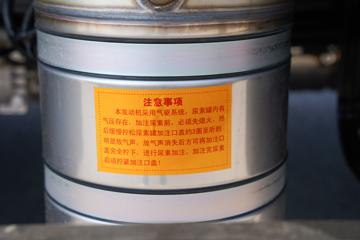 注意事项
本发动机采用气驱系统，尿素罐内有
气压存在，加注尿素前，必须先熄火，然
后缓慢拧松尿素罐加注口盖约3圈至听到
明显放气声，放气声消失后方可将加注口
盖完全拧下，进行尿素加注，加注完尿素
后须拧紧加注口盖！